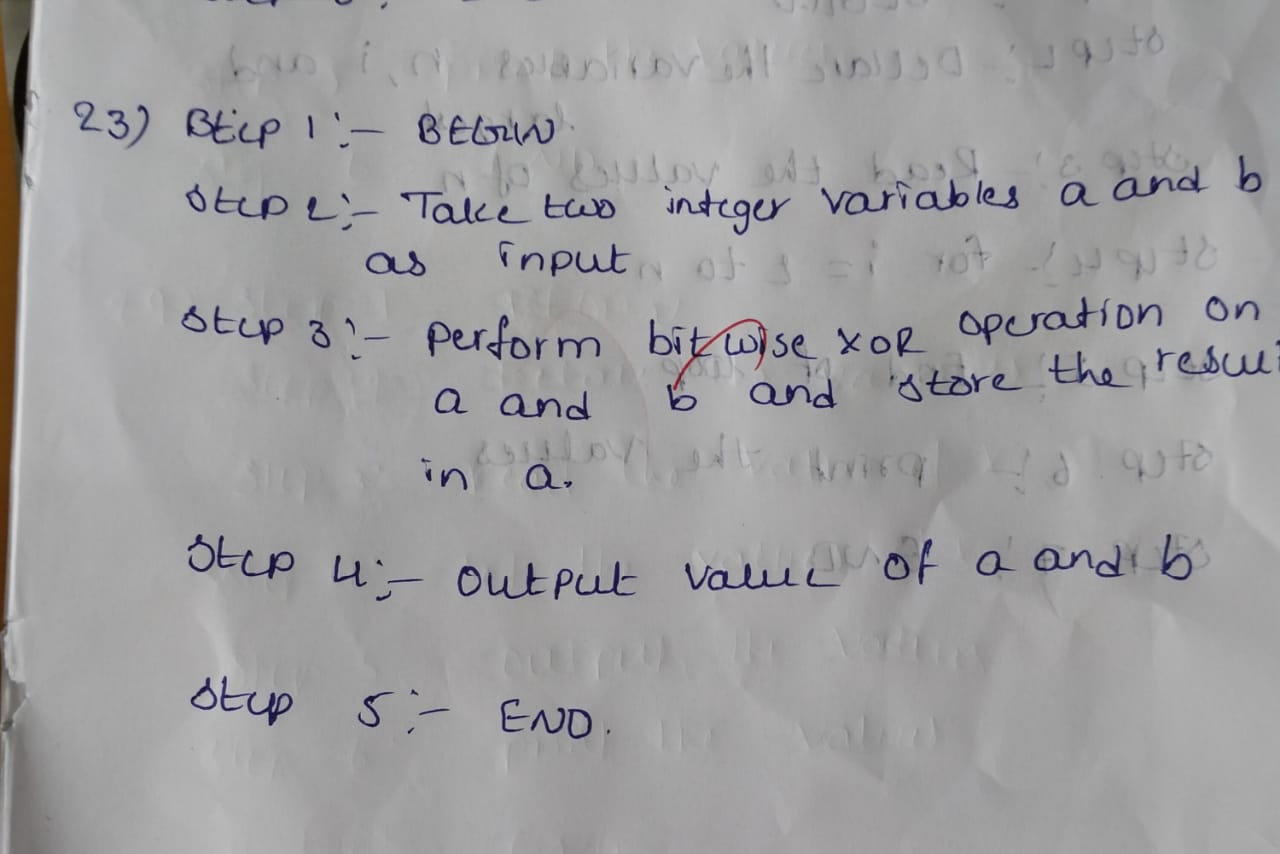 23) Step 1 :- BEGIN.
Step 2 :- Take two integer variables a and b
as input
Step 3 :- perform bitwise XOR operation on
a and b and store the resul
in a.
Step 4 :- output value of a and b
Step 5 :- END.